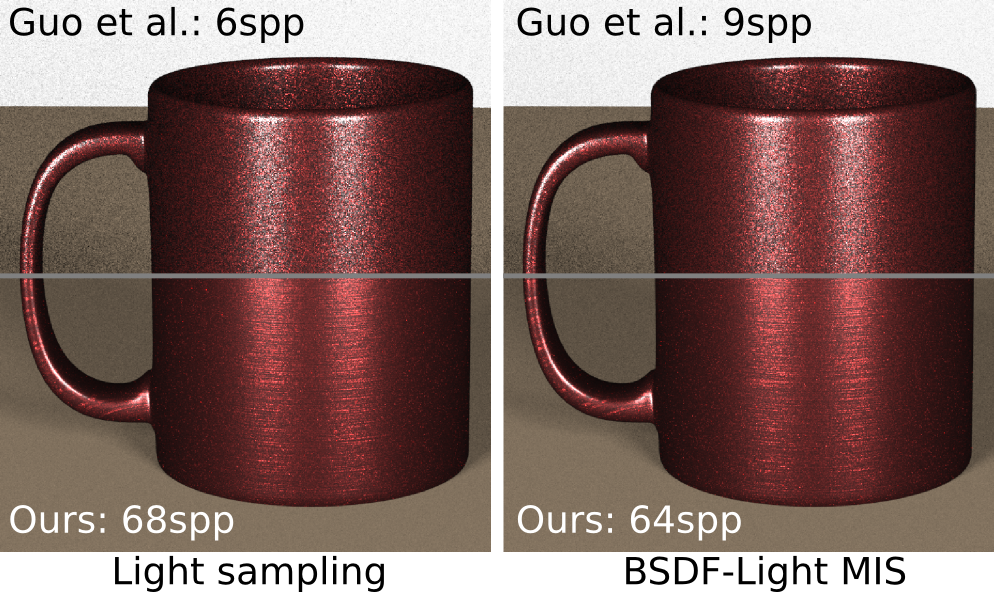 Guo et al.: 6spp
Guo et al.: 9spp
Ours: 68spp
Ours: 64spp
Light sampling
BSDF-Light MIS